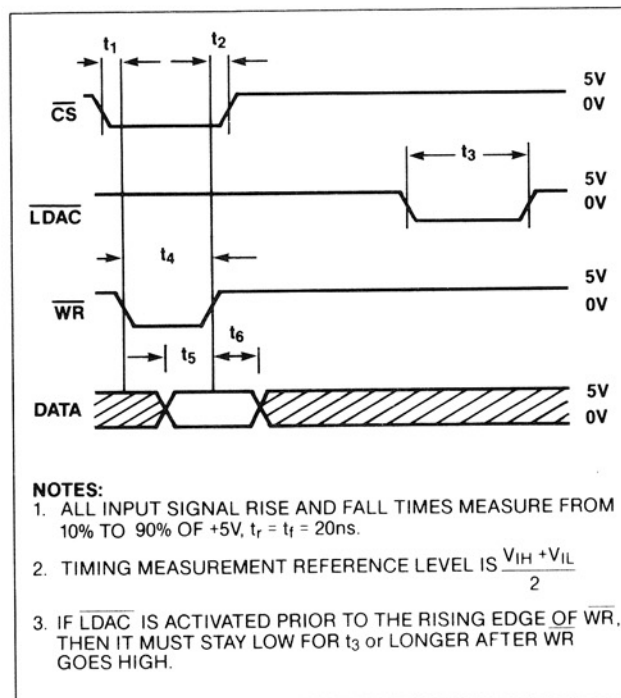 t1 t2
CS 5V
0V
t3
LDAC 5V
0V
t4
WR 5V
0V
t5 t6
DATA 5V
0V
NOTES:
1. ALL INPUT SIGNAL RISE AND FALL TIMES MEASURE FROM
10% TO 90% OF +5V, tr = tf = 20ns.
2. TIMING MEASUREMENT REFERENCE LEVEL IS (VIH +VIL)/2
3. IF LDAC IS ACTIVATED PRIOR TO THE RISING EDGE OF WR,
THEN IT MUST STAY LOW FOR t3 or LONGER AFTER WR
GOES HIGH.